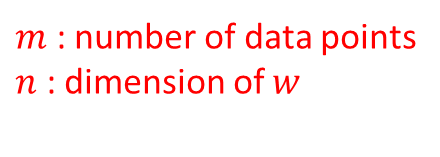 m : number of data points
n : dimension of w